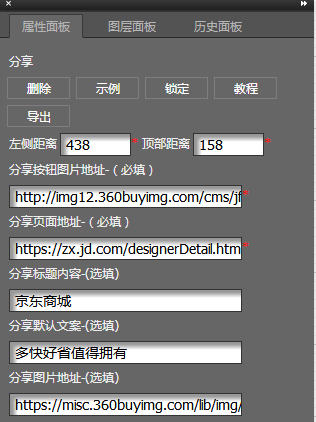 属性面板 图层面板 历史面板
分享
删除 示例 锁定 教程
导出
左侧距离 438 * 顶部距离 158 *
分享按钮图片地址-（必填）
http://img12.360buyimg.com/cms/jf *
分享页面地址-（必填）
https://zx.jd.com/designerDetail.htm *
分享标题内容-(选填)
京东商城
分享默认文案-(选填)
多快好省值得拥有
分享图片地址-(选填)
https://misc.360buyimg.com/lib/img/